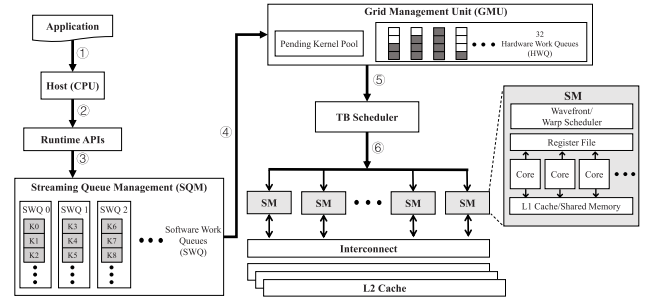 Application
①
Host (CPU)
②
Runtime APIs
③
Streaming Queue Management (SQM)
SWQ 0 SWQ 1 SWQ 2
K0 K3 K6
K1 K4 K7
K2 K5 K8
Software Work
Queues
(SWQ)
④
Grid Management Unit (GMU)
Pending Kernel Pool
32
Hardware Work Queues
(HWQ)
⑤
TB Scheduler
⑥
SM SM SM SM
Interconnect
L2 Cache
SM
Wavefront/
Warp Scheduler
Register File
Core Core Core
L1 Cache/Shared Memory